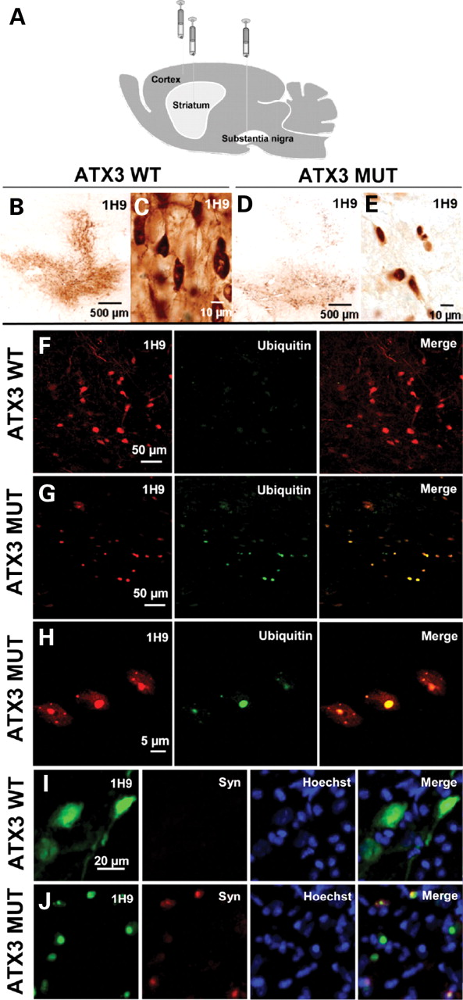 A
Cortex
Striatum
Substantia nigra
ATX3 WT
ATX3 MUT
B
1H9
500 µm
C
1H9
10 µm
D
1H9
500 µm
E
1H9
10 µm
ATX3 WT
F
1H9
Ubiquitin
Merge
50 µm
ATX3 MUT
G
1H9
Ubiquitin
Merge
50 µm
ATX3 MUT
H
1H9
Ubiquitin
Merge
5 µm
ATX3 WT
I
1H9
Syn
Hoechst
Merge
20 µm
ATX3 MUT
J
1H9
Syn
Hoechst
Merge